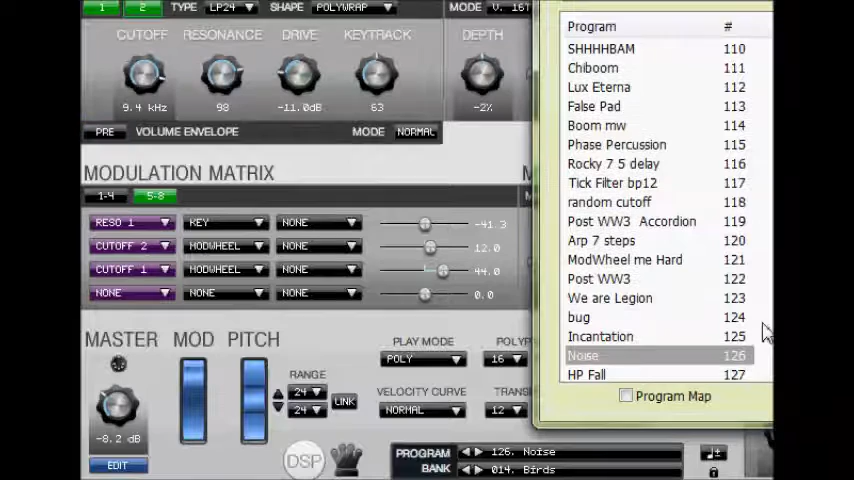 1 2 TYPE LP24 SHAPE POLYWRAP MODE V. 16T
CUTOFF RESONANCE DRIVE KEYTRACK DEPTH
9.4 kHz 98 -11.0dB 63 -2%
PRE VOLUME ENVELOPE MODE NORMAL
MODULATION MATRIX
1-4 5-8
RESO 1 KEY NONE -41.3
CUTOFF 2 MODWHEEL NONE 12.0
CUTOFF 1 MODWHEEL NONE 44.0
NONE NONE NONE 0.0
MASTER MOD PITCH
-8.2 dB
EDIT
RANGE
24
24
LINK
DSP
PLAY MODE POLYP
POLY 16
VELOCITY CURVE TRANS
NORMAL 12
PROGRAM 126. Noise
BANK 014. Birds
Program #
SHHHHBAM 110
Chiboom 111
Lux Eterna 112
False Pad 113
Boom mw 114
Phase Percussion 115
Rocky 7 5 delay 116
Tick Filter bp12 117
random cutoff 118
Post WW3 Accordion 119
Arp 7 steps 120
ModWheel me Hard 121
Post WW3 122
We are Legion 123
bug 124
Incantation 125
Noise 126
HP Fall 127
Program Map